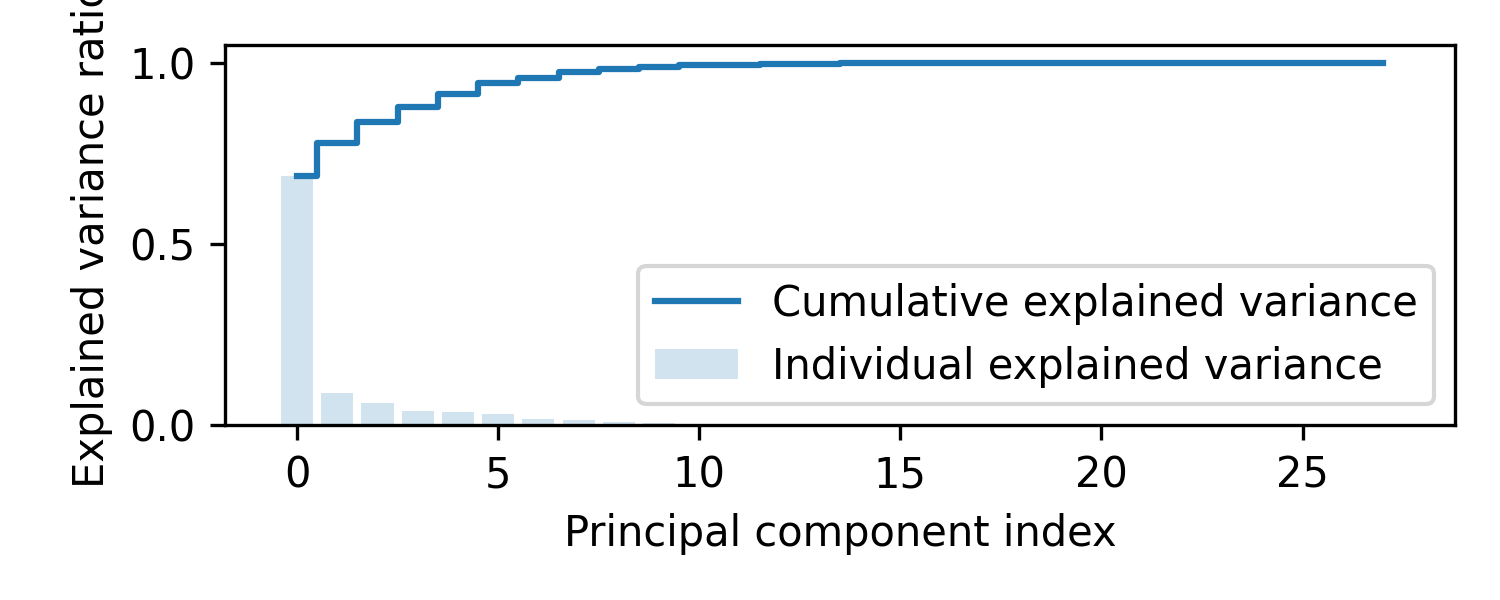 Explained variance ratio
1.0
0.5
0.0
Cumulative explained variance
Individual explained variance
0 5 10 15 20 25
Principal component index